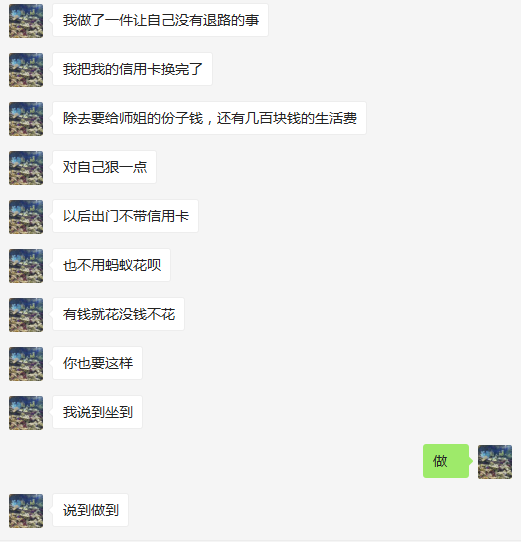 我做了一件让自己没有退路的事
我把我的信用卡换完了
除去要给师姐的份子钱，还有几百块钱的生活费
对自己狠一点
以后出门不带信用卡
也不用蚂蚁花呗
有钱就花没钱不花
你也要这样
我说到坐到
做
说到做到